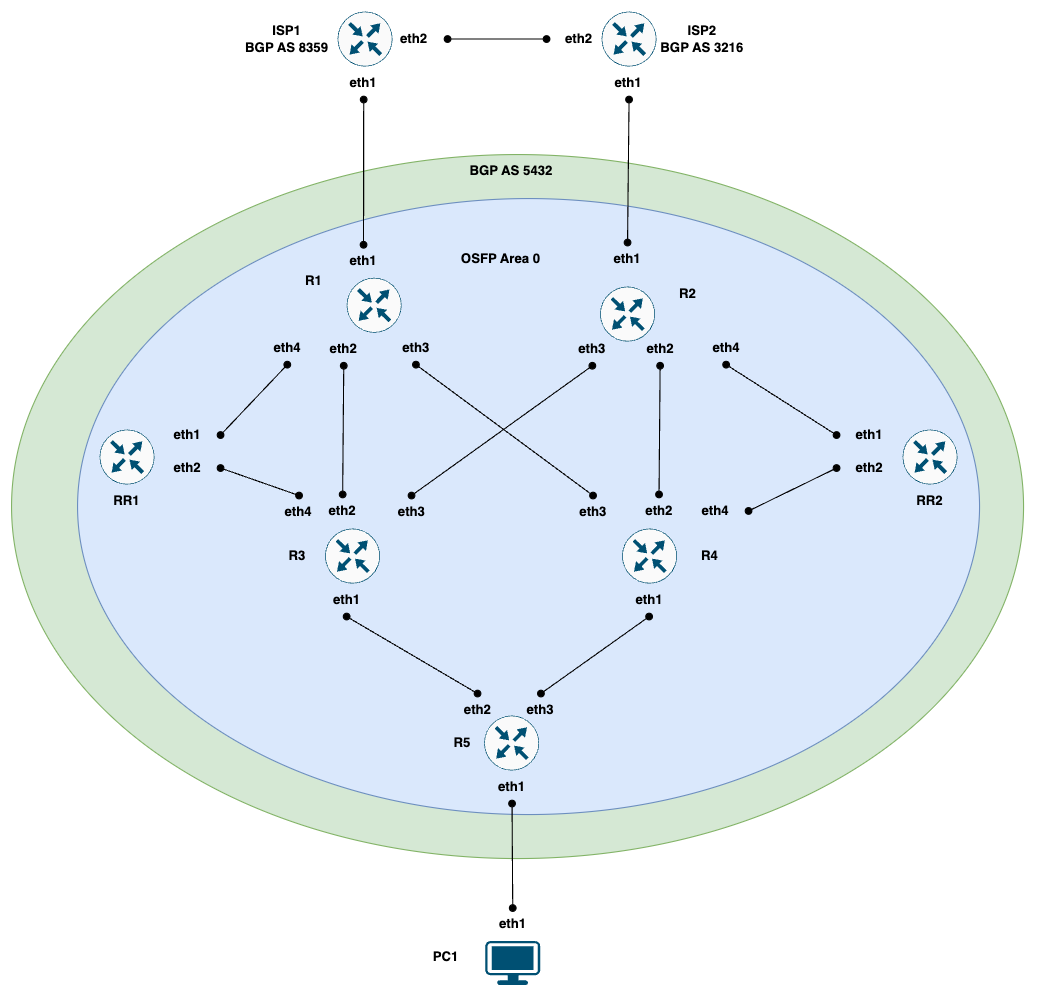 ISP1
BGP AS 8359
eth2
eth2
ISP2
BGP AS 3216
eth1
eth1
BGP AS 5432
eth1
OSFP Area 0
eth1
R1
R2
eth4
eth2
eth3
eth3
eth2
eth4
eth1
eth1
eth2
eth2
RR1
RR2
eth4
eth2
eth3
eth3
eth2
eth4
R3
R4
eth1
eth1
eth2
eth3
R5
eth1
eth1
PC1